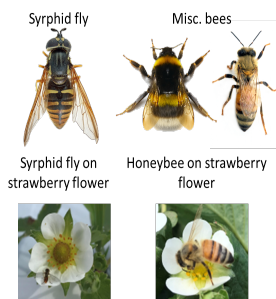 Syrphid fly
Misc. bees
Syrphid fly on
strawberry flower
Honeybee on strawberry
flower